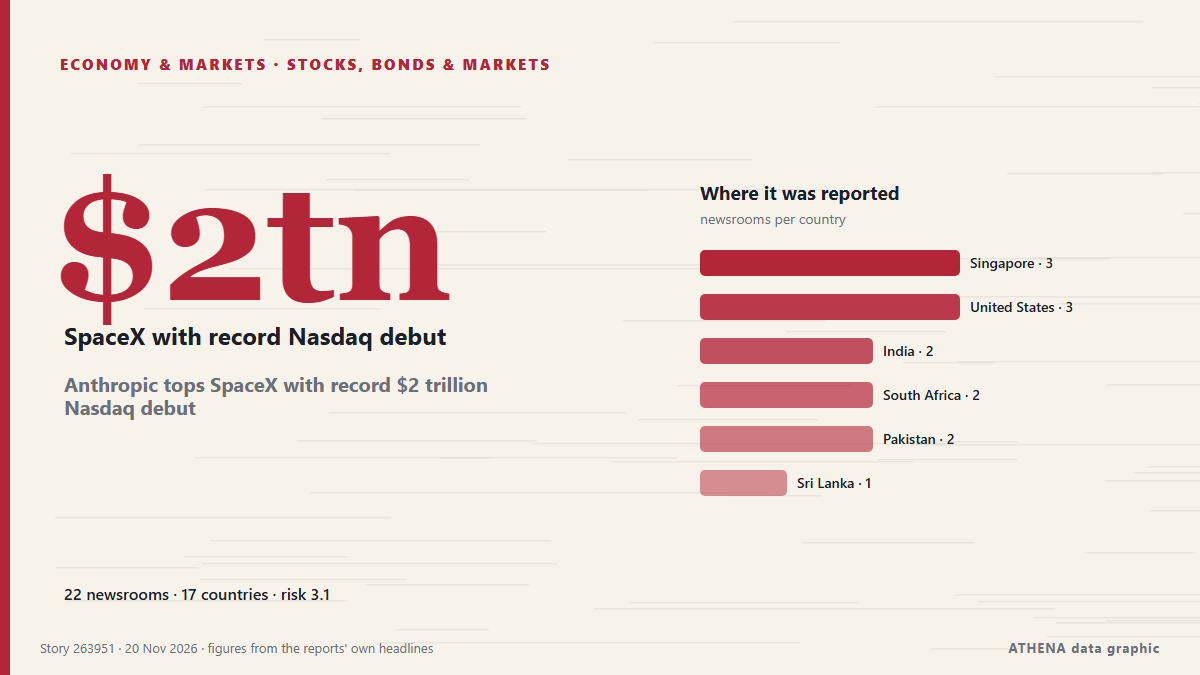 ECONOMY & MARKETS · STOCKS, BONDS & MARKETS
$2tn
SpaceX with record Nasdaq debut
Anthropic tops SpaceX with record $2 trillion
Nasdaq debut
22 newsrooms · 17 countries · risk 3.1
Where it was reported
newsrooms per country
Singapore · 3
United States · 3
India · 2
South Africa · 2
Pakistan · 2
Sri Lanka · 1
Story 263951 · 20 Nov 2026 · figures from the reports' own headlines
ATHENA data graphic